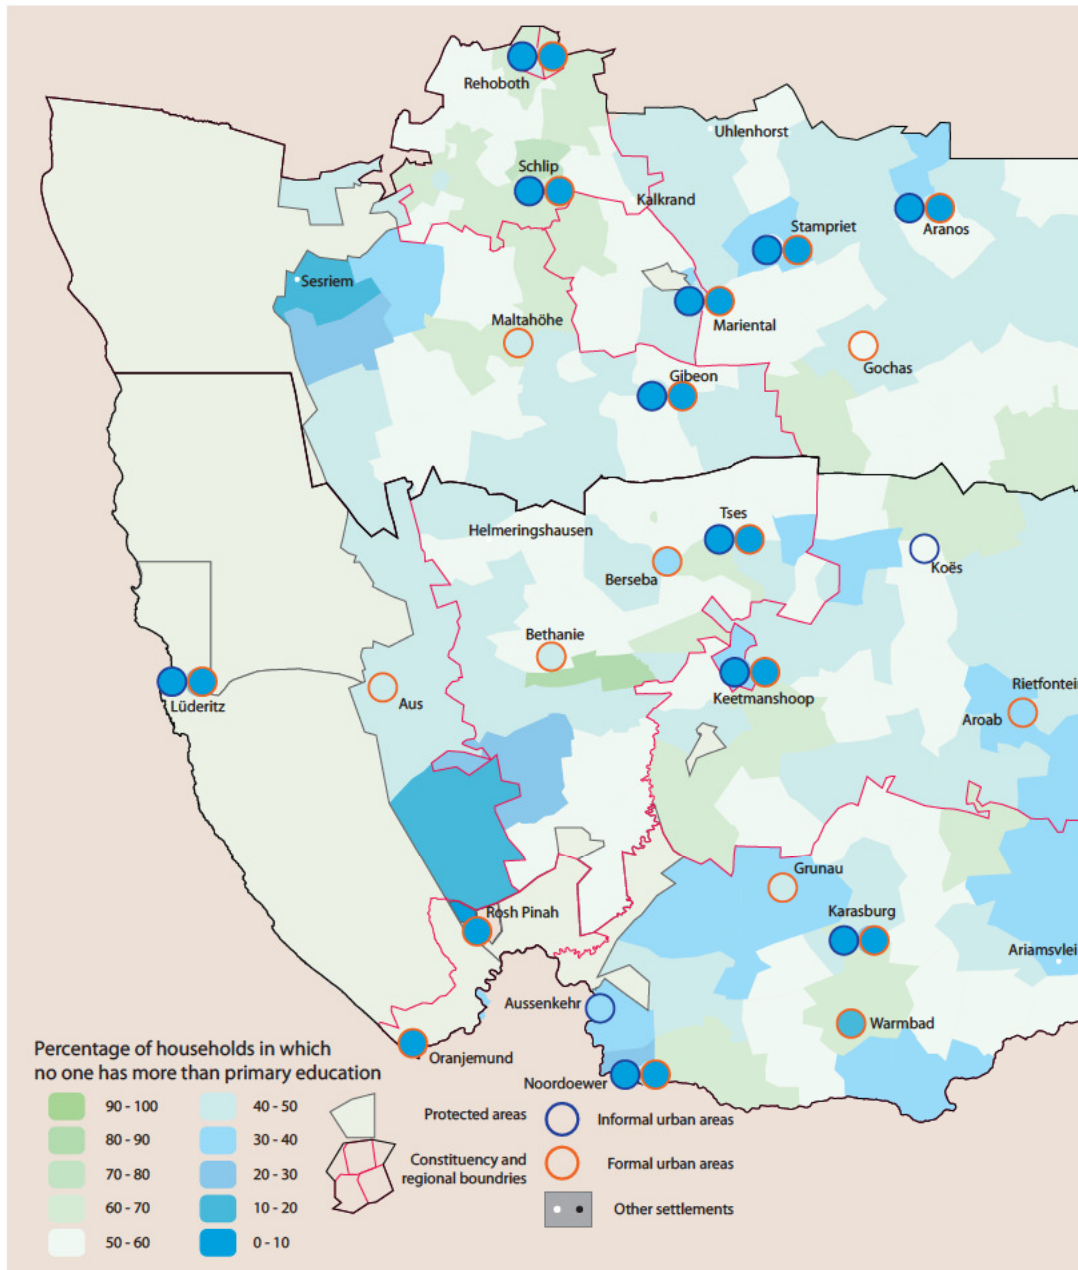 Rehoboth
Uhlenhorst
Schlip
Kalkrand
Stampriet
Aranos
Sesriem
Maltahöhe
Mariental
Gochas
Gibeon
Helmeringshausen
Tses
Berseba
Koës
Bethanie
Keetmanshoop
Rietfontein
Lüderitz
Aus
Aroab
Grunau
Rosh Pinah
Karasburg
Ariamsvlei
Aussenkehr
Warmbad
Oranjemund
Noordoewer
Percentage of households in which
no one has more than primary education
90 - 100
80 - 90
70 - 80
60 - 70
50 - 60
40 - 50
30 - 40
20 - 30
10 - 20
0 - 10
Protected areas
Constituency and
regional boundries
Informal urban areas
Formal urban areas
Other settlements